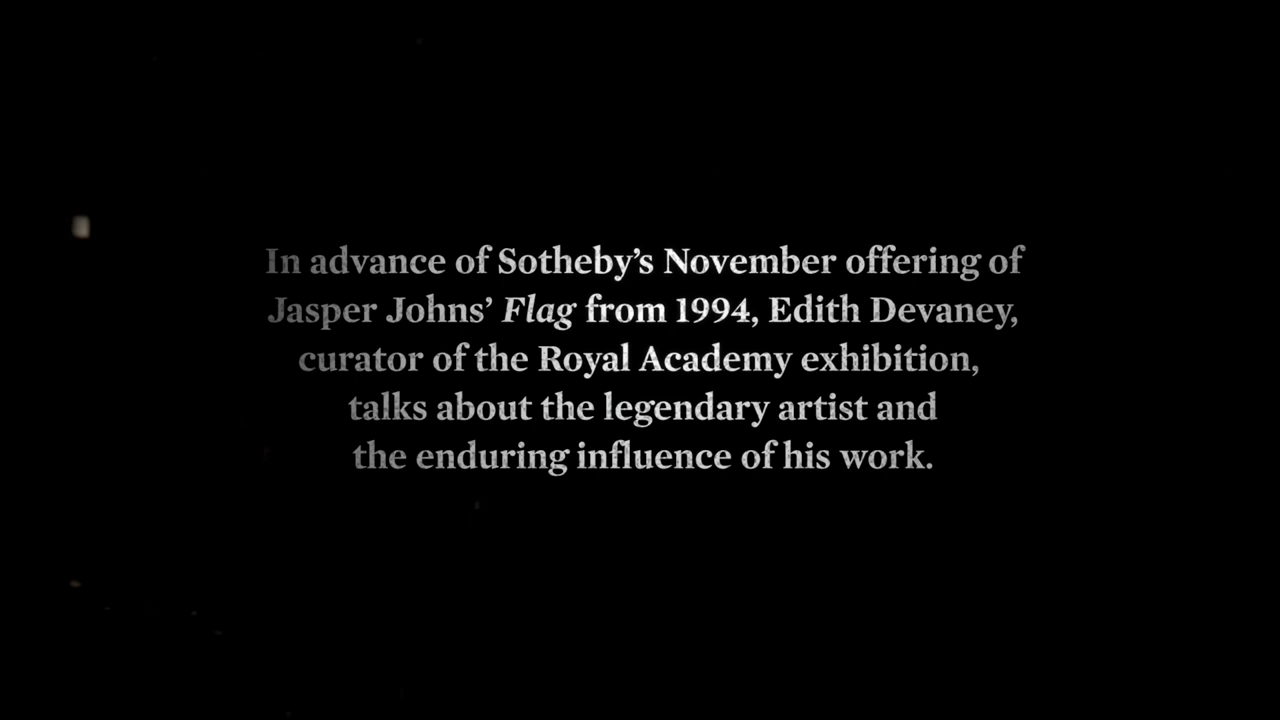 In advance of Sotheby’s November offering of
Jasper Johns’ Flag from 1994, Edith Devaney,
curator of the Royal Academy exhibition,
talks about the legendary artist and
the enduring influence of his work.